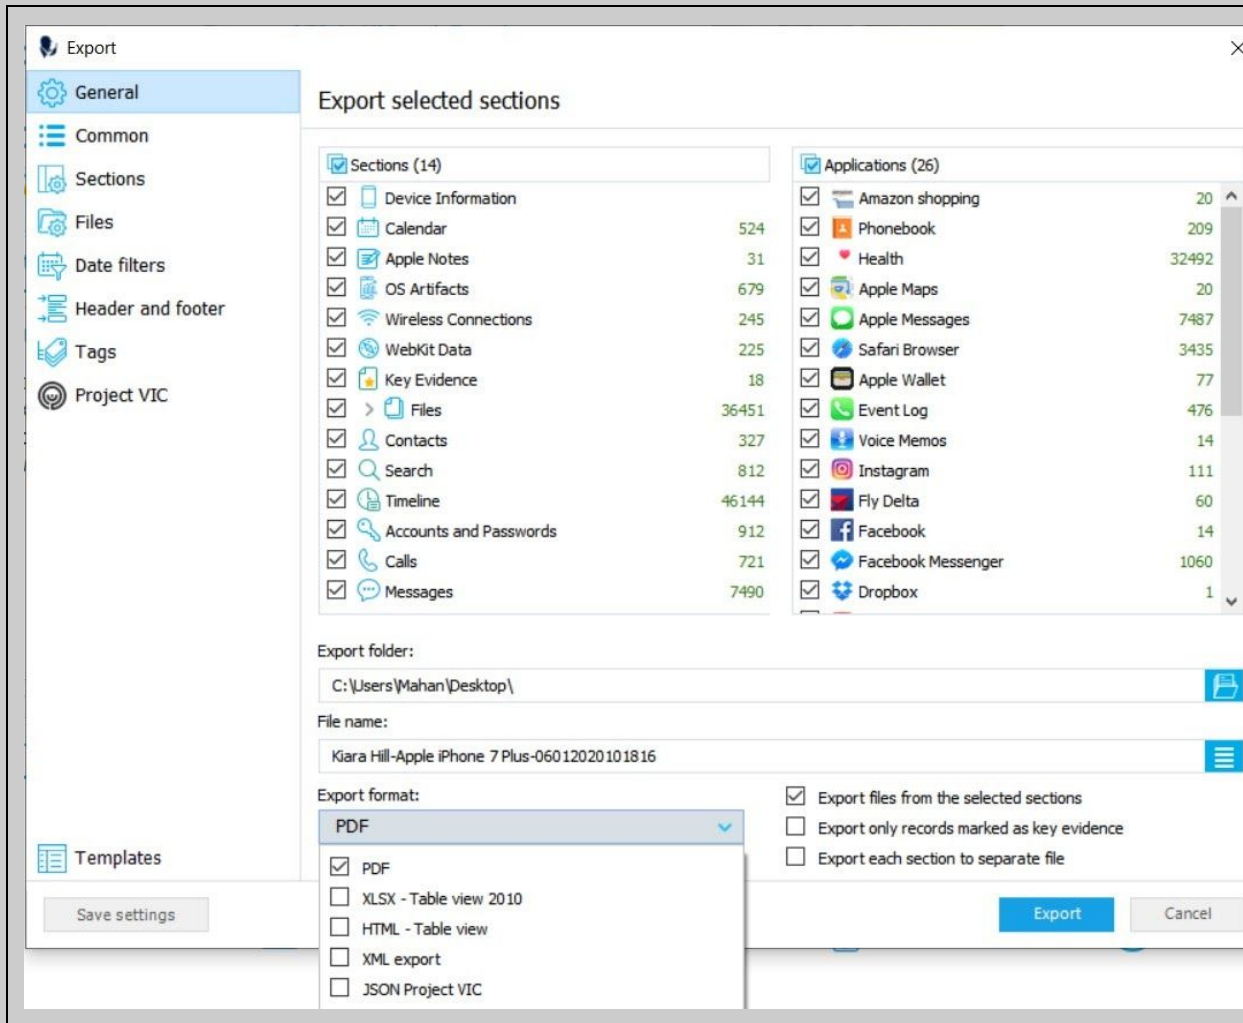 Export
General
Common
Sections
Files
Date filters
Header and footer
Tags
Project VIC
Templates
Save settings
Export selected sections
Sections (14)
Device Information
Calendar 524
Apple Notes 31
OS Artifacts 679
Wireless Connections 245
WebKit Data 225
Key Evidence 18
Files 36451
Contacts 327
Search 812
Timeline 46144
Accounts and Passwords 912
Calls 721
Messages 7490
Applications (26)
Amazon shopping 20
Phonebook 209
Health 32492
Apple Maps 20
Apple Messages 7487
Safari Browser 3435
Apple Wallet 77
Event Log 476
Voice Memos 14
Instagram 111
Fly Delta 60
Facebook 14
Facebook Messenger 1060
Dropbox 1
Export folder:
C:\Users\Mahan\Desktop\
File name:
Kiara Hill-Apple iPhone 7 Plus-06012020101816
Export format:
PDF
PDF
XLSX - Table view 2010
HTML - Table view
XML export
JSON Project VIC
Export files from the selected sections
Export only records marked as key evidence
Export each section to separate file
Export
Cancel